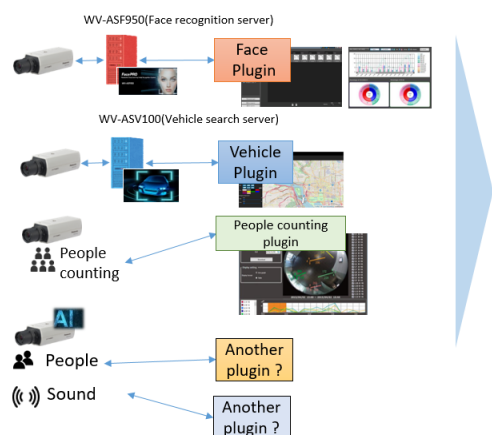 WV-ASF950(Face recognition server)
Face
Plugin
FacePRO
WV-ASV100(Vehicle search server)
Vehicle
Plugin
People counting
plugin
People
counting
AI
People
Another
plugin ?
Sound
Another
plugin ?